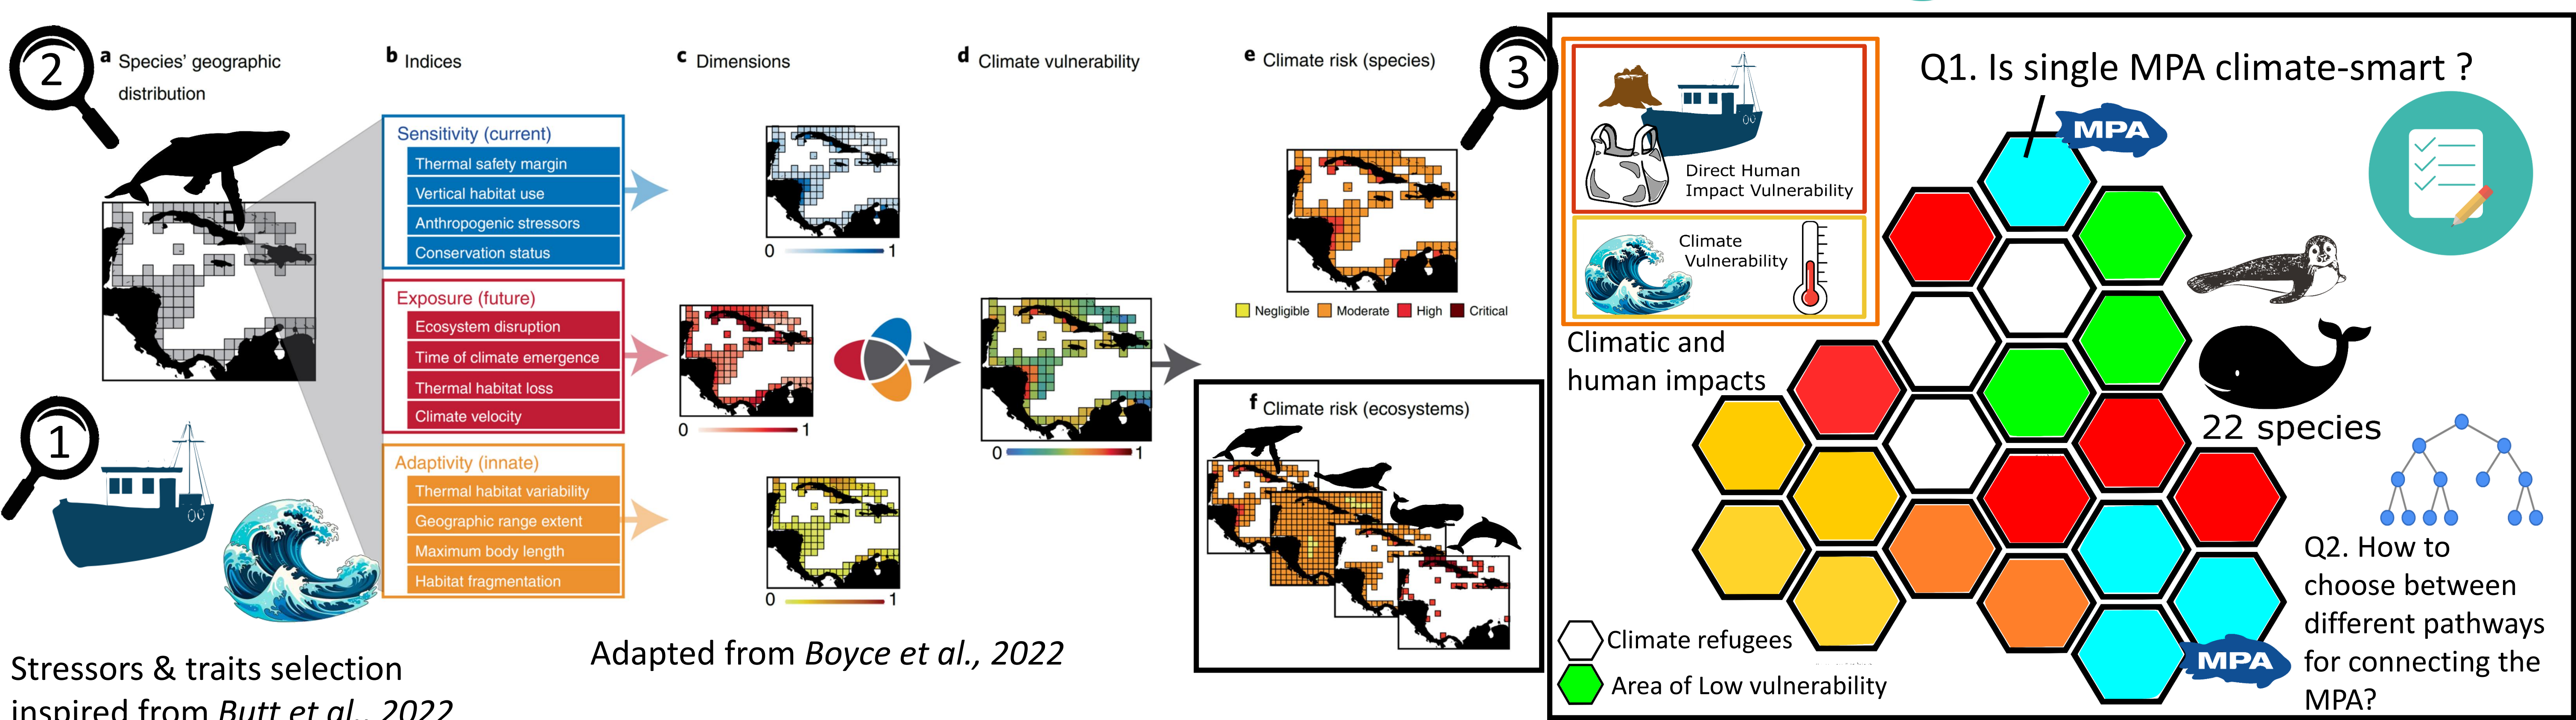 2
a Species' geographic
distribution
b Indices
c Dimensions
d Climate vulnerability
e Climate risk (species)
Sensitivity (current)
Thermal safety margin
Vertical habitat use
Anthropogenic stressors
Conservation status
Exposure (future)
Ecosystem disruption
Time of climate emergence
Thermal habitat loss
Climate velocity
Adaptivity (innate)
Thermal habitat variability
Geographic range extent
Maximum body length
Habitat fragmentation
0 1
0 1
0 1
0 1
Negligible Moderate High Critical
f Climate risk (ecosystems)
1
Stressors & traits selection
inspired from Butt et al., 2022
Adapted from Boyce et al., 2022
3
Direct Human
Impact Vulnerability
Climate
Vulnerability
Climatic and
human impacts
Q1. Is single MPA climate-smart ?
MPA
22 species
Q2. How to
choose between
different pathways
for connecting the
MPA?
MPA
Climate refugees
Area of Low vulnerability